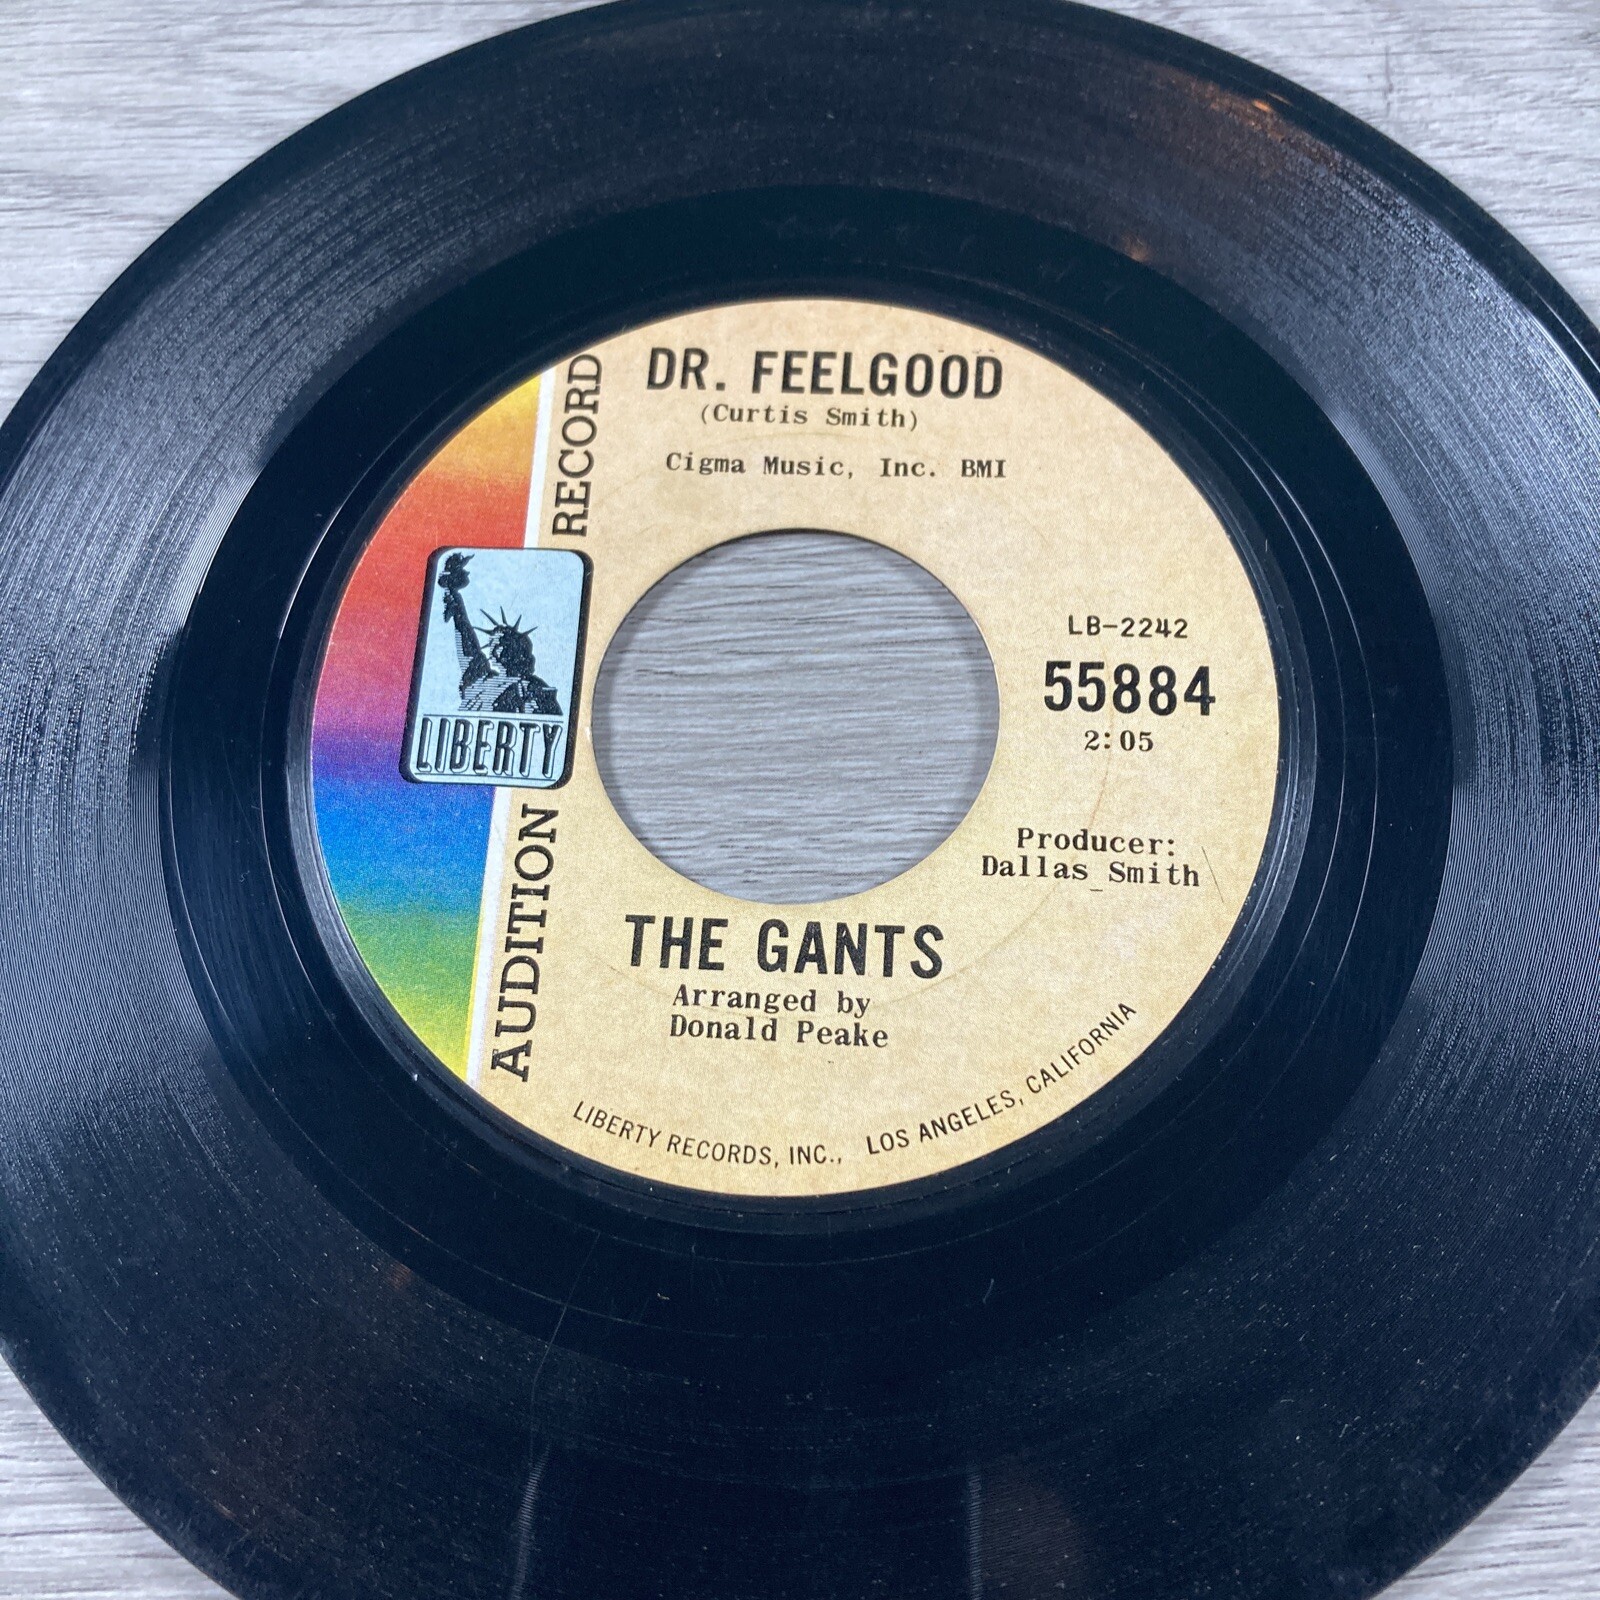 DR. FEELGOOD
(Curtis Smith)
Cigma Music, Inc. BMI
AUDITION RECORD
LIBERTY
LB-2242
55884
2:05
Producer:
Dallas Smith
THE GANTS
Arranged by
Donald Peake
LIBERTY RECORDS, INC., LOS ANGELES, CALIFORNIA